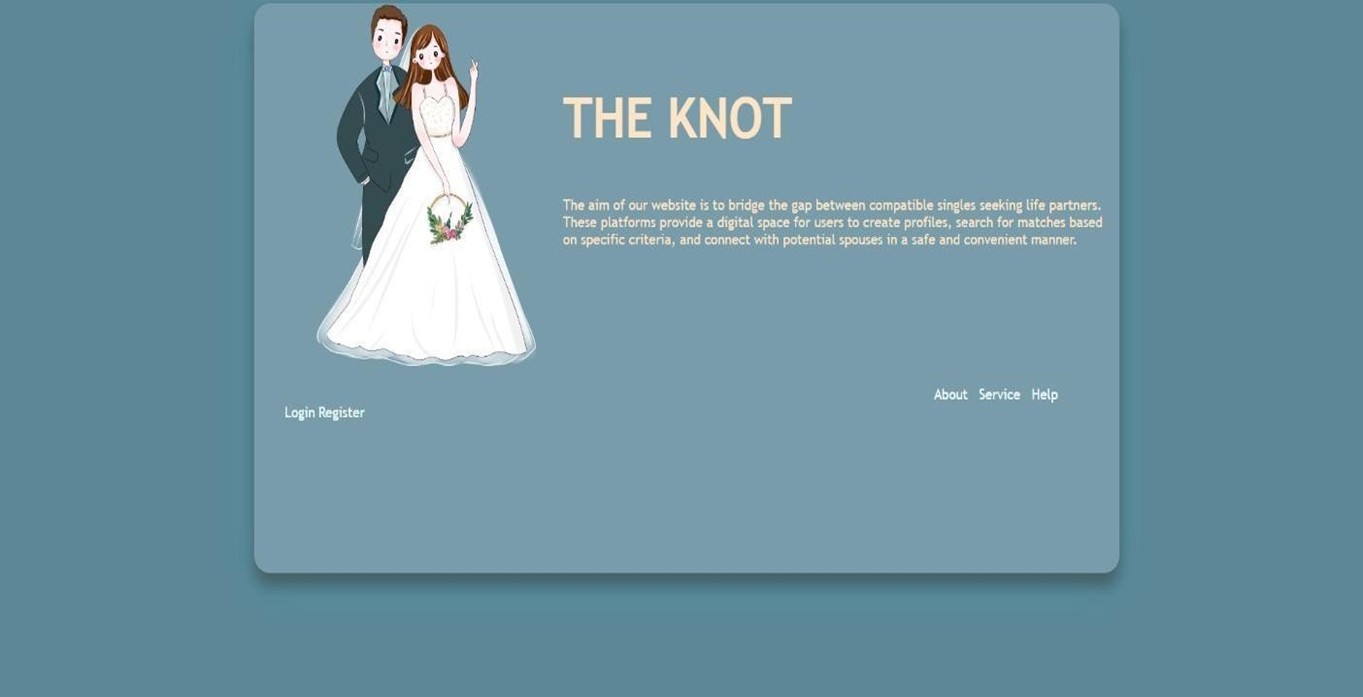 THE KNOT
The aim of our website is to bridge the gap between compatible singles seeking life partners.
These platforms provide a digital space for users to create profiles, search for matches based
on specific criteria, and connect with potential spouses in a safe and convenient manner.
About Service Help
Login Register